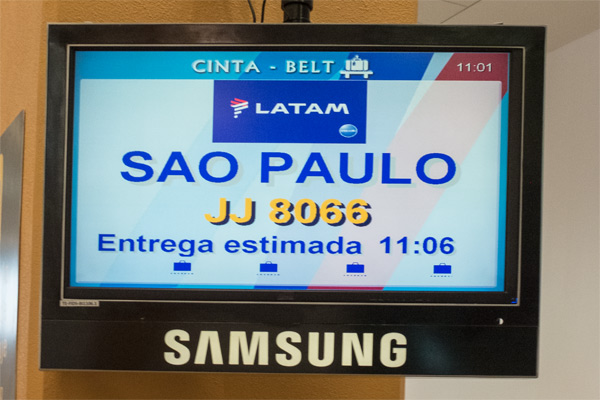 CINTA - BELT
11:01
LATAM
SAO PAULO
JJ 8066
Entrega estimada 11:06
SAMSUNG